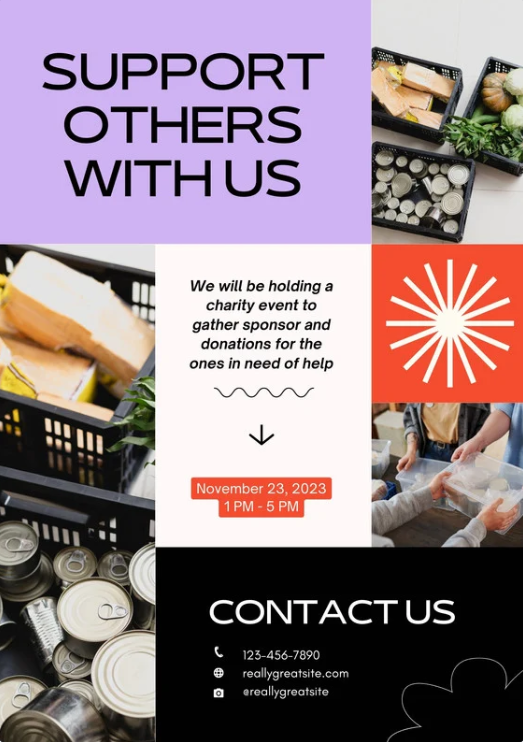 SUPPORT
OTHERS
WITH US
We will be holding a
charity event to
gather sponsor and
donations for the
ones in need of help
November 23, 2023
1 PM - 5 PM
CONTACT US
123-456-7890
reallygreatsite.com
@reallygreatsite